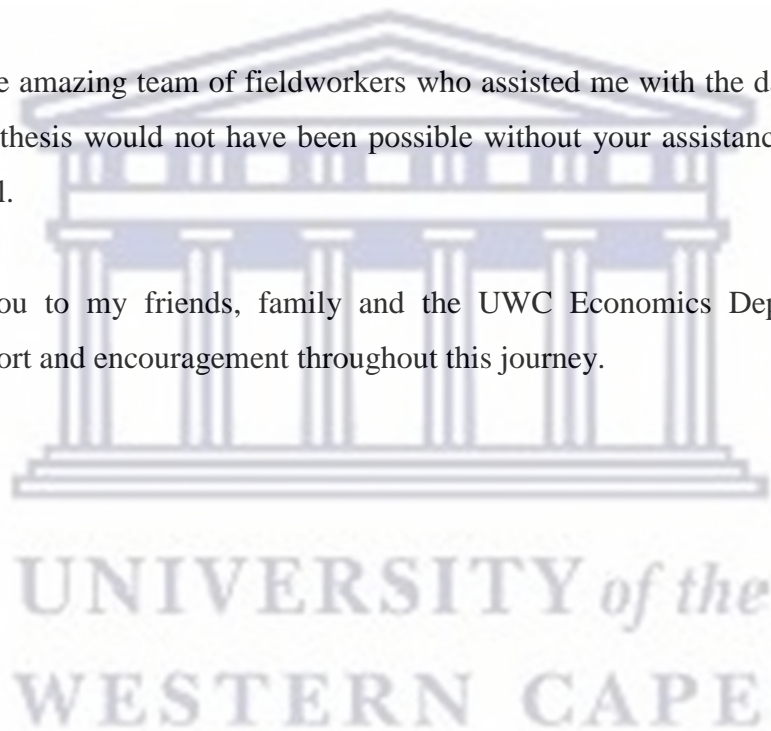 e amazing team of fieldworkers who assisted me with the d
thesis would not have been possible without your assistanc
l.
ou to my friends, family and the UWC Economics Dep
ort and encouragement throughout this journey.
UNIVERSITY of the
WESTERN CAPE